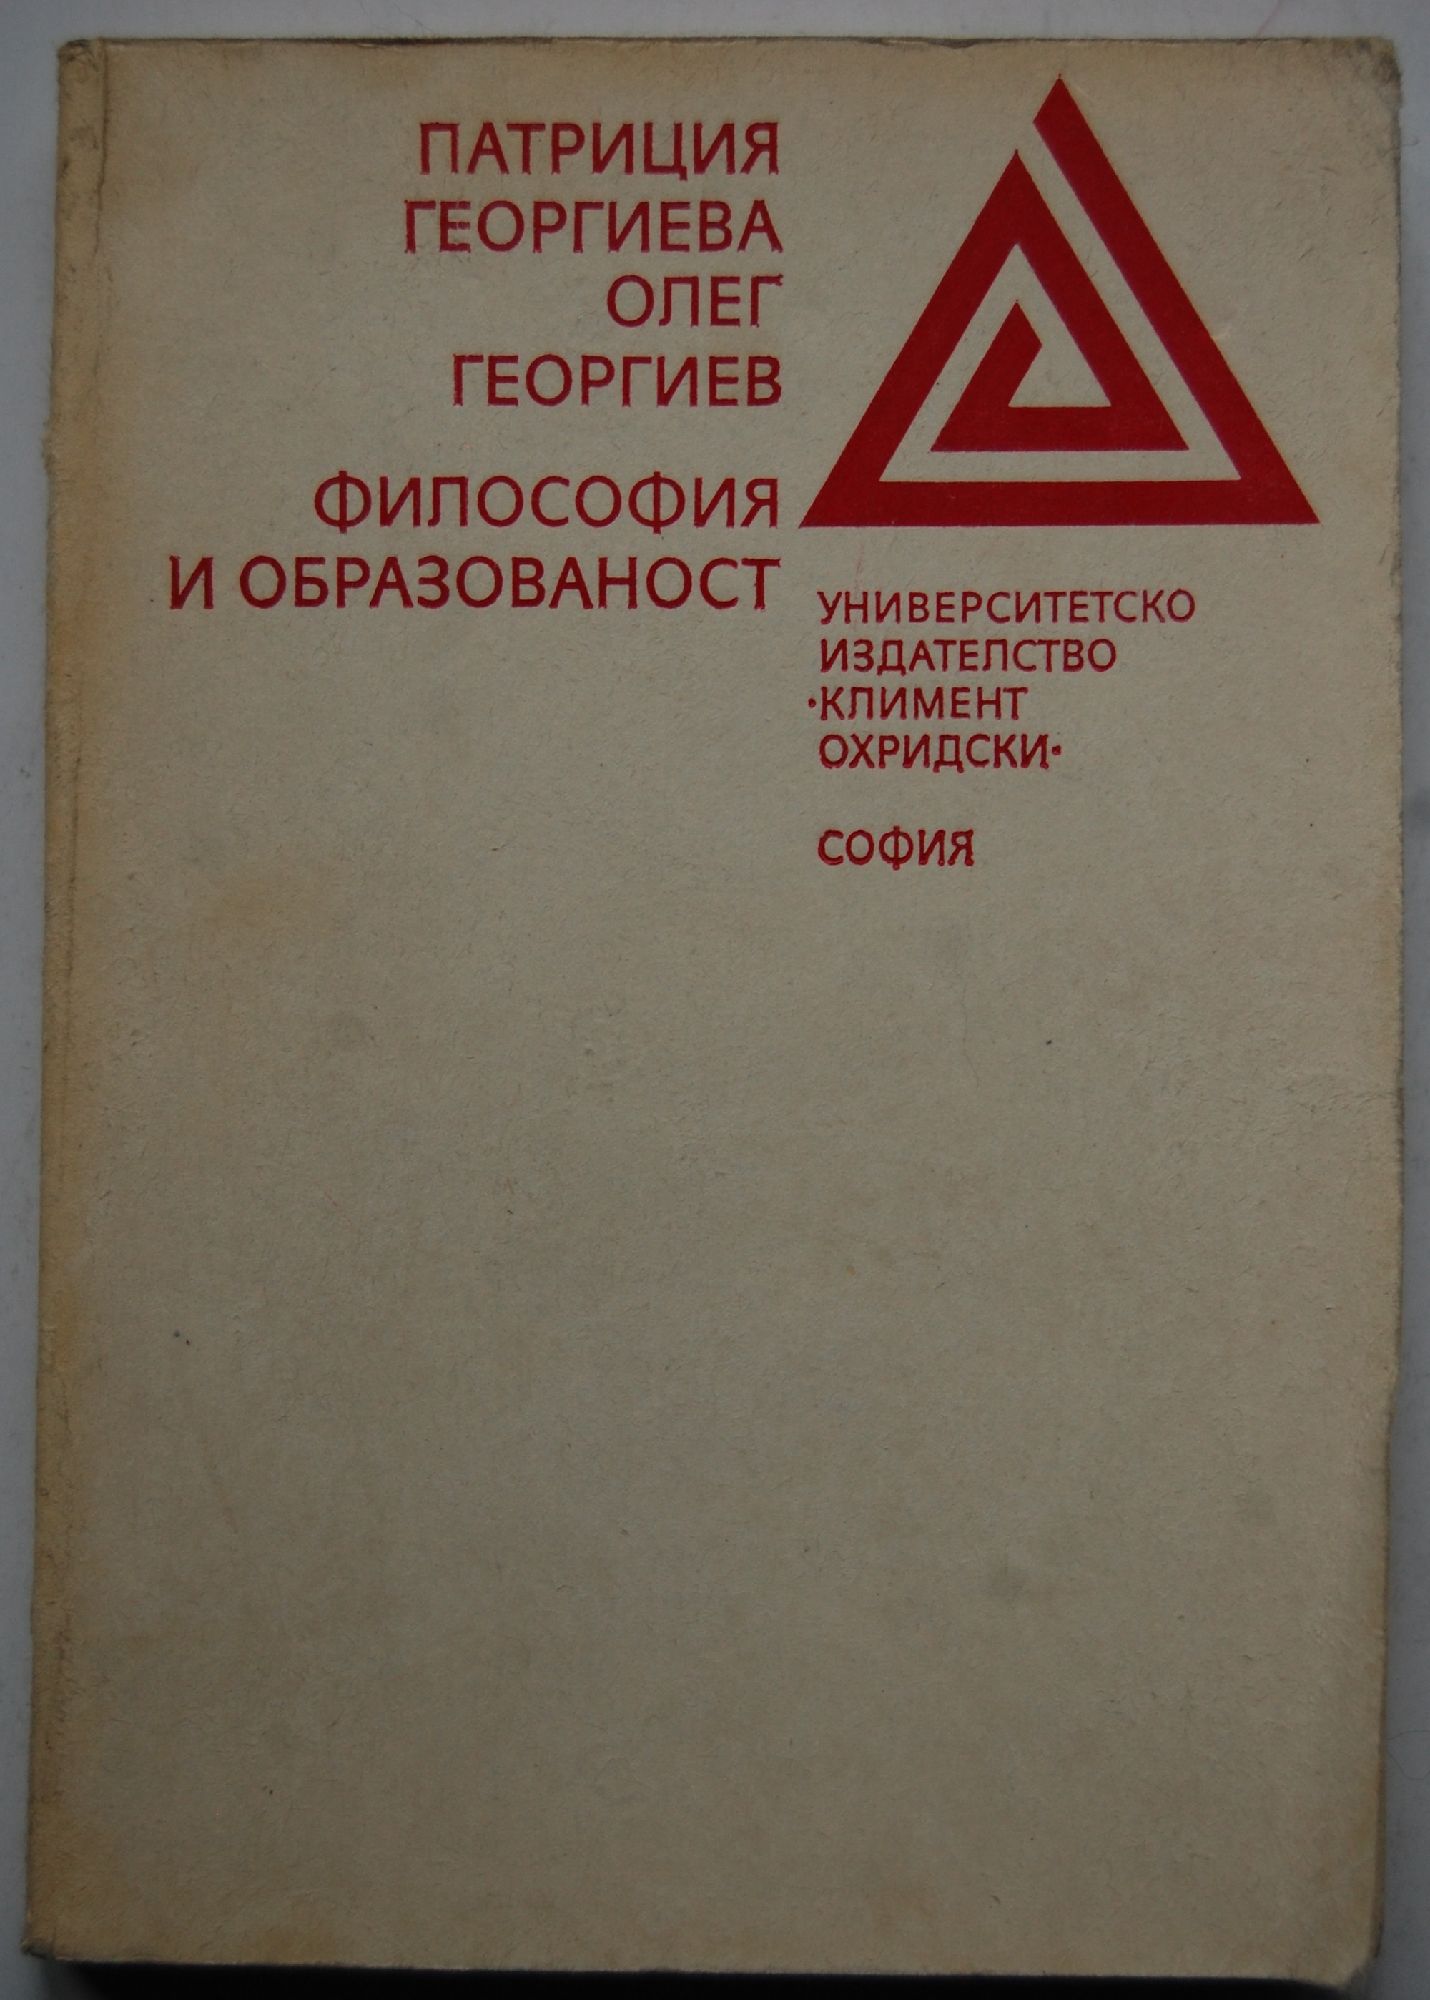 ПАТРИЦИЯ
ГЕОРГИЕВА
ОЛЕГ
ГЕОРГИЕВ
ФИЛОСОФИЯ
И ОБРАЗОВАНОСТ
УНИВЕРСИТЕТСКО
ИЗДАТЕЛСТВО
·КЛИМЕНТ
ОХРИДСКИ·
СОФИЯ